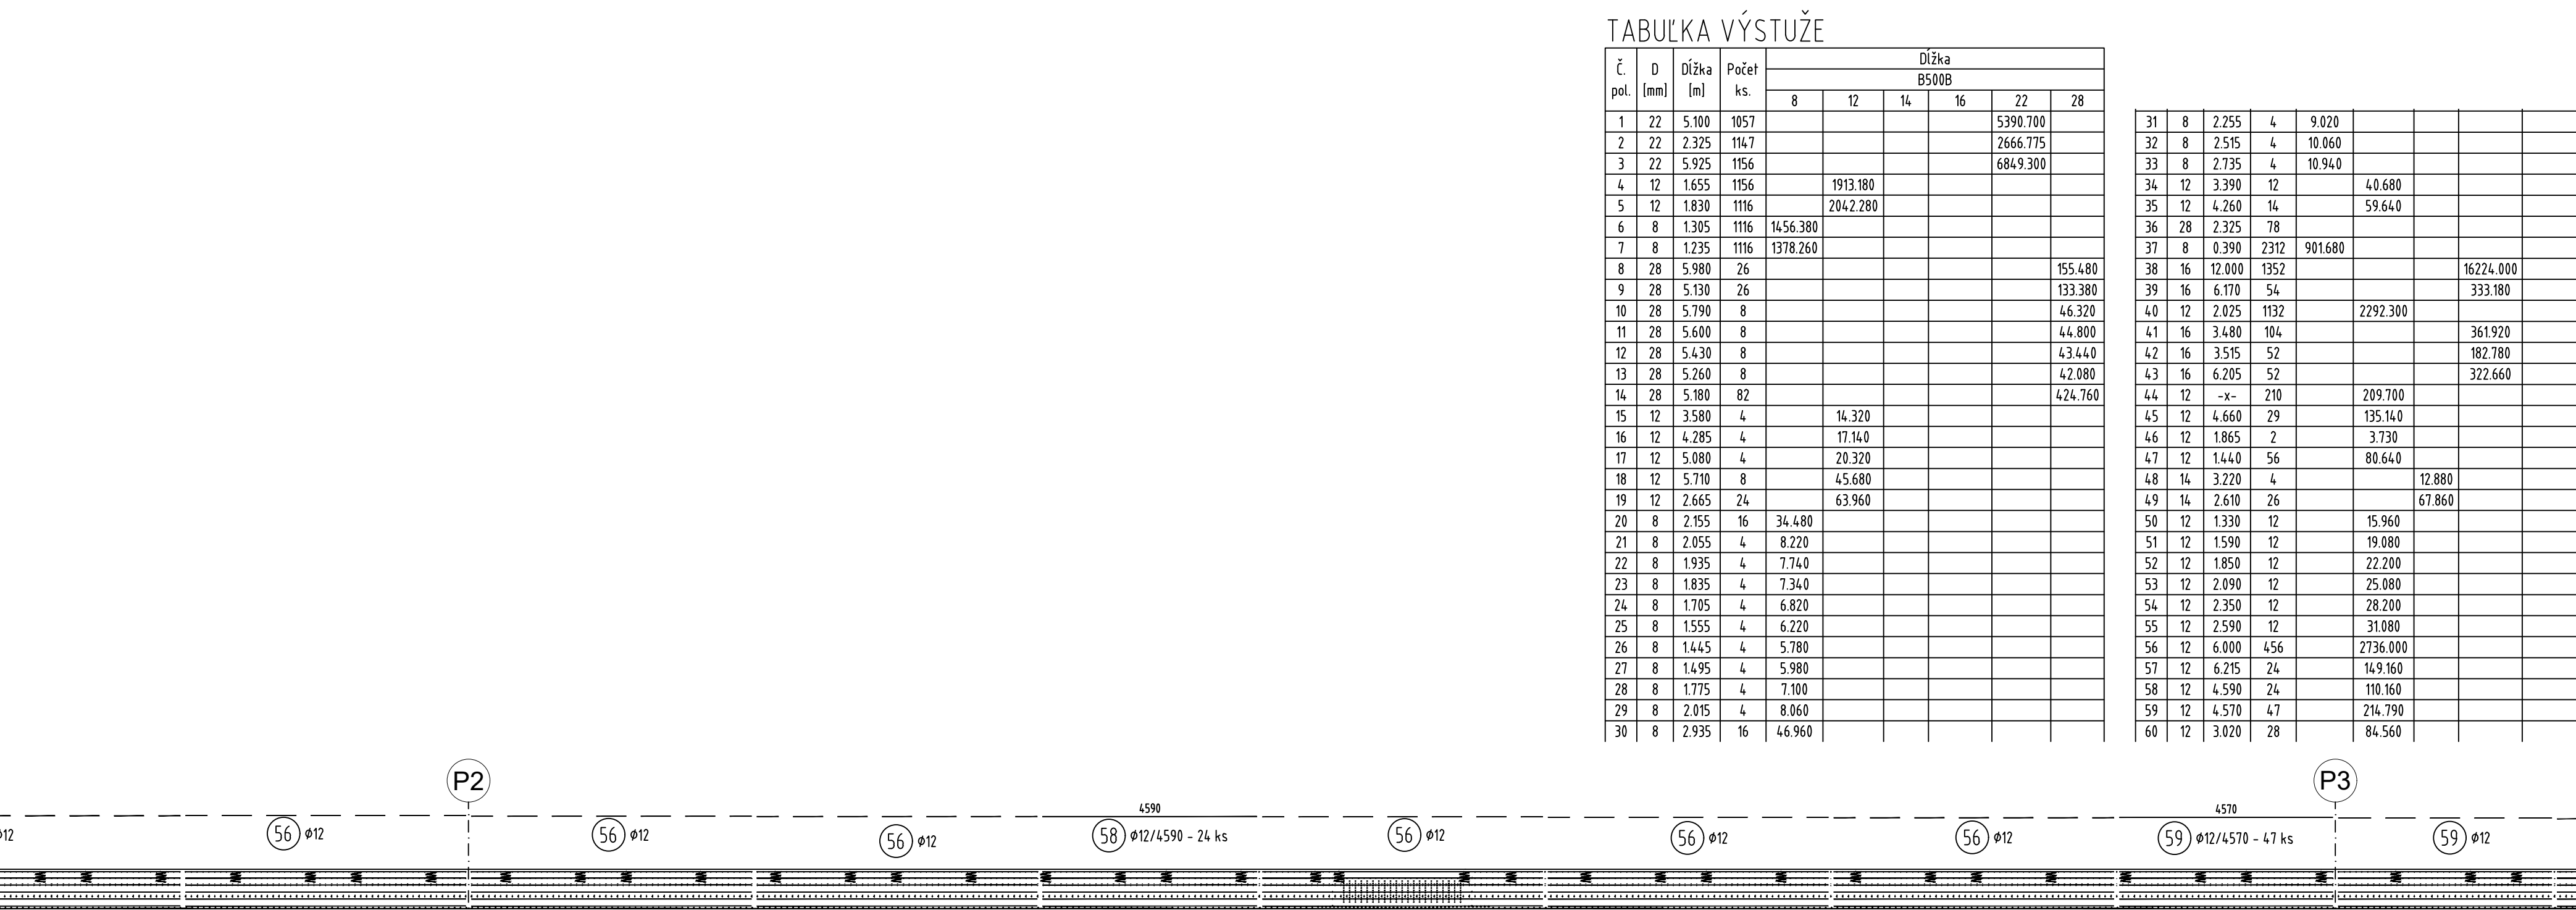 TABUĽKA VÝSTUŽE
Č. pol. D [mm] Dĺžka [m] Počet ks. Dĺžka
B500B
8 12 14 16 22 28
1 22 5.100 1057 5390.700
2 22 2.325 1147 2666.775
3 22 5.925 1156 6849.300
4 12 1.655 1156 1913.180
5 12 1.830 1116 2042.280
6 8 1.305 1116 1456.380
7 8 1.235 1116 1378.260
8 28 5.980 26 155.480
9 28 5.130 26 133.380
10 28 5.790 8 46.320
11 28 5.600 8 44.800
12 28 5.430 8 43.440
13 28 5.260 8 42.080
14 28 5.180 82 424.760
15 12 3.580 4 14.320
16 12 4.285 4 17.140
17 12 5.080 4 20.320
18 12 5.710 8 45.680
19 12 2.665 24 63.960
20 8 2.155 16 34.480
21 8 2.055 4 8.220
22 8 1.935 4 7.740
23 8 1.835 4 7.340
24 8 1.705 4 6.820
25 8 1.555 4 6.220
26 8 1.445 4 5.780
27 8 1.495 4 5.980
28 8 1.775 4 7.100
29 8 2.015 4 8.060
30 8 2.935 16 46.960
31 8 2.255 4 9.020
32 8 2.515 4 10.060
33 8 2.735 4 10.940
34 12 3.390 12 40.680
35 12 4.260 14 59.640
36 28 2.325 78
37 8 0.390 2312 901.680
38 16 12.000 1352 16224.000
39 16 6.170 54 333.180
40 12 2.025 1132 2292.300
41 16 3.480 104 361.920
42 16 3.515 52 182.780
43 16 6.205 52 322.660
44 12 -x- 210 209.700
45 12 4.660 29 135.140
46 12 1.865 2 3.730
47 12 1.440 56 80.640
48 14 3.220 4 12.880
49 14 2.610 26 67.860
50 12 1.330 12 15.960
51 12 1.590 12 19.080
52 12 1.850 12 22.200
53 12 2.090 12 25.080
54 12 2.350 12 28.200
55 12 2.590 12 31.080
56 12 6.000 456 2736.000
57 12 6.215 24 149.160
58 12 4.590 24 110.160
59 12 4.570 47 214.790
60 12 3.020 28 84.560
P2 P3
4590 4570
ø12 56 ø12 56 ø12 56 ø12 58 ø12/4590 - 24 ks 56 ø12 56 ø12 56 ø12 59 ø12/4570 - 47 ks 59 ø12